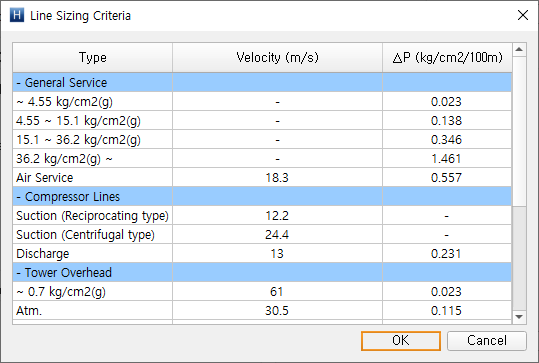 H Line Sizing Criteria
Type Velocity (m/s) △P (kg/cm2/100m)
- General Service
~ 4.55 kg/cm2(g) - 0.023
4.55 ~ 15.1 kg/cm2(g) - 0.138
15.1 ~ 36.2 kg/cm2(g) - 0.346
36.2 kg/cm2(g) ~ - 1.461
Air Service 18.3 0.557
- Compressor Lines
Suction (Reciprocating type) 12.2 -
Suction (Centrifugal type) 24.4 -
Discharge 13 0.231
- Tower Overhead
~ 0.7 kg/cm2(g) 61 0.023
Atm. 30.5 0.115
OK Cancel